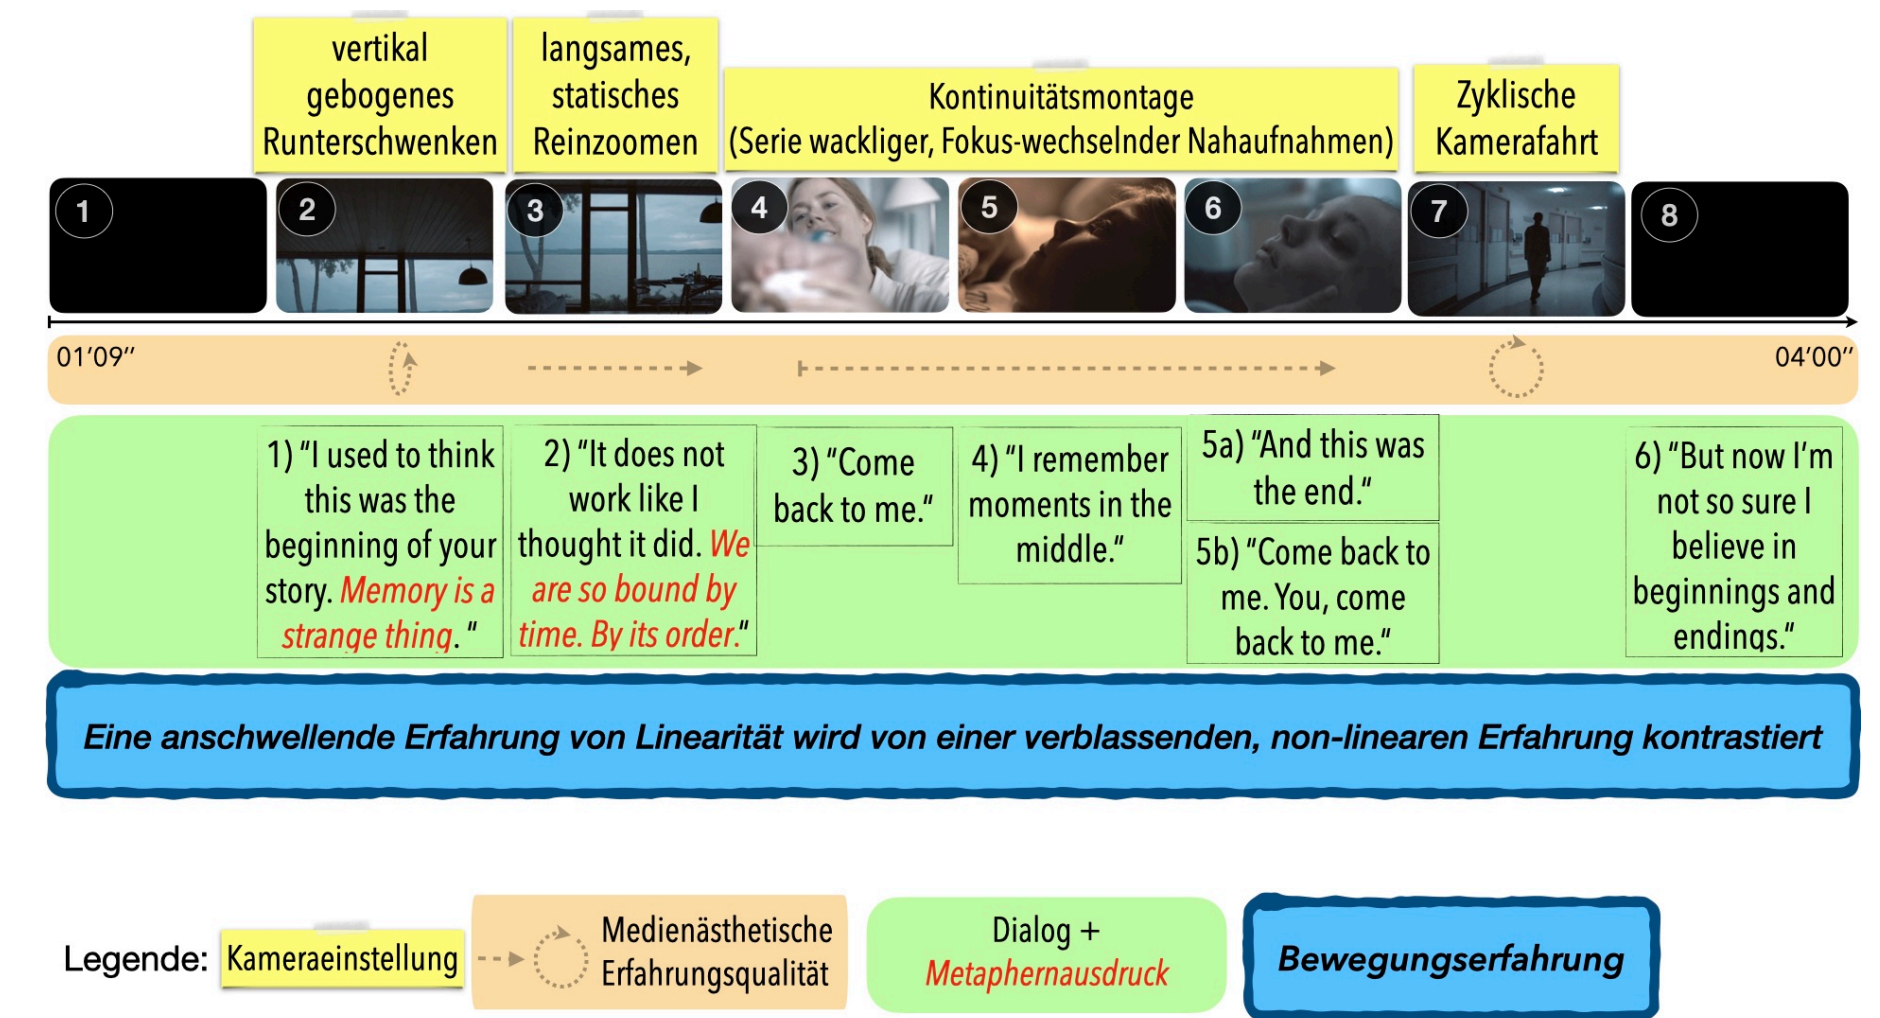 vertikal
gebogenes
Runterschwenken
langsames,
statisches
Reinzoomen
Kontinuitätsmontage
(Serie wackliger, Fokus-wechselnder Nahaufnahmen)
Zyklische
Kamerafahrt
1
2
3
4
5
6
7
8
01'09"
04'00"
1) "I used to think
this was the
beginning of your
story. Memory is a
strange thing. "
2) "It does not
work like I
thought it did. We
are so bound by
time. By its order."
3) "Come
back to me."
4) "I remember
moments in the
middle."
5a) "And this was
the end."
5b) "Come back to
me. You, come
back to me."
6) "But now I'm
not so sure I
believe in
beginnings and
endings."
Eine anschwellende Erfahrung von Linearität wird von einer verblassenden, non-linearen Erfahrung kontrastiert
Legende:
Kameraeinstellung
Medienästhetische
Erfahrungsqualität
Dialog +
Metaphernausdruck
Bewegungserfahrung